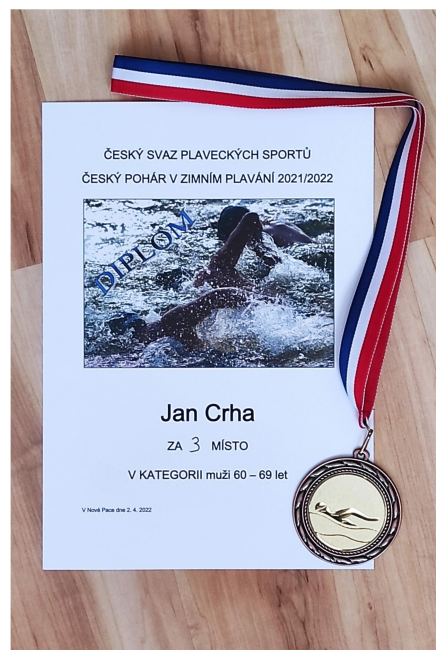 ČESKÝ SVAZ PLAVECKÝCH SPORTŮ
ČESKÝ POHÁR V ZIMNÍM PLAVÁNÍ 2021/2022
DIPLOM
Jan Crha
ZA 3 MÍSTO
V KATEGORII muži 60 – 69 let
V Nová Pace dne 2. 4. 2022